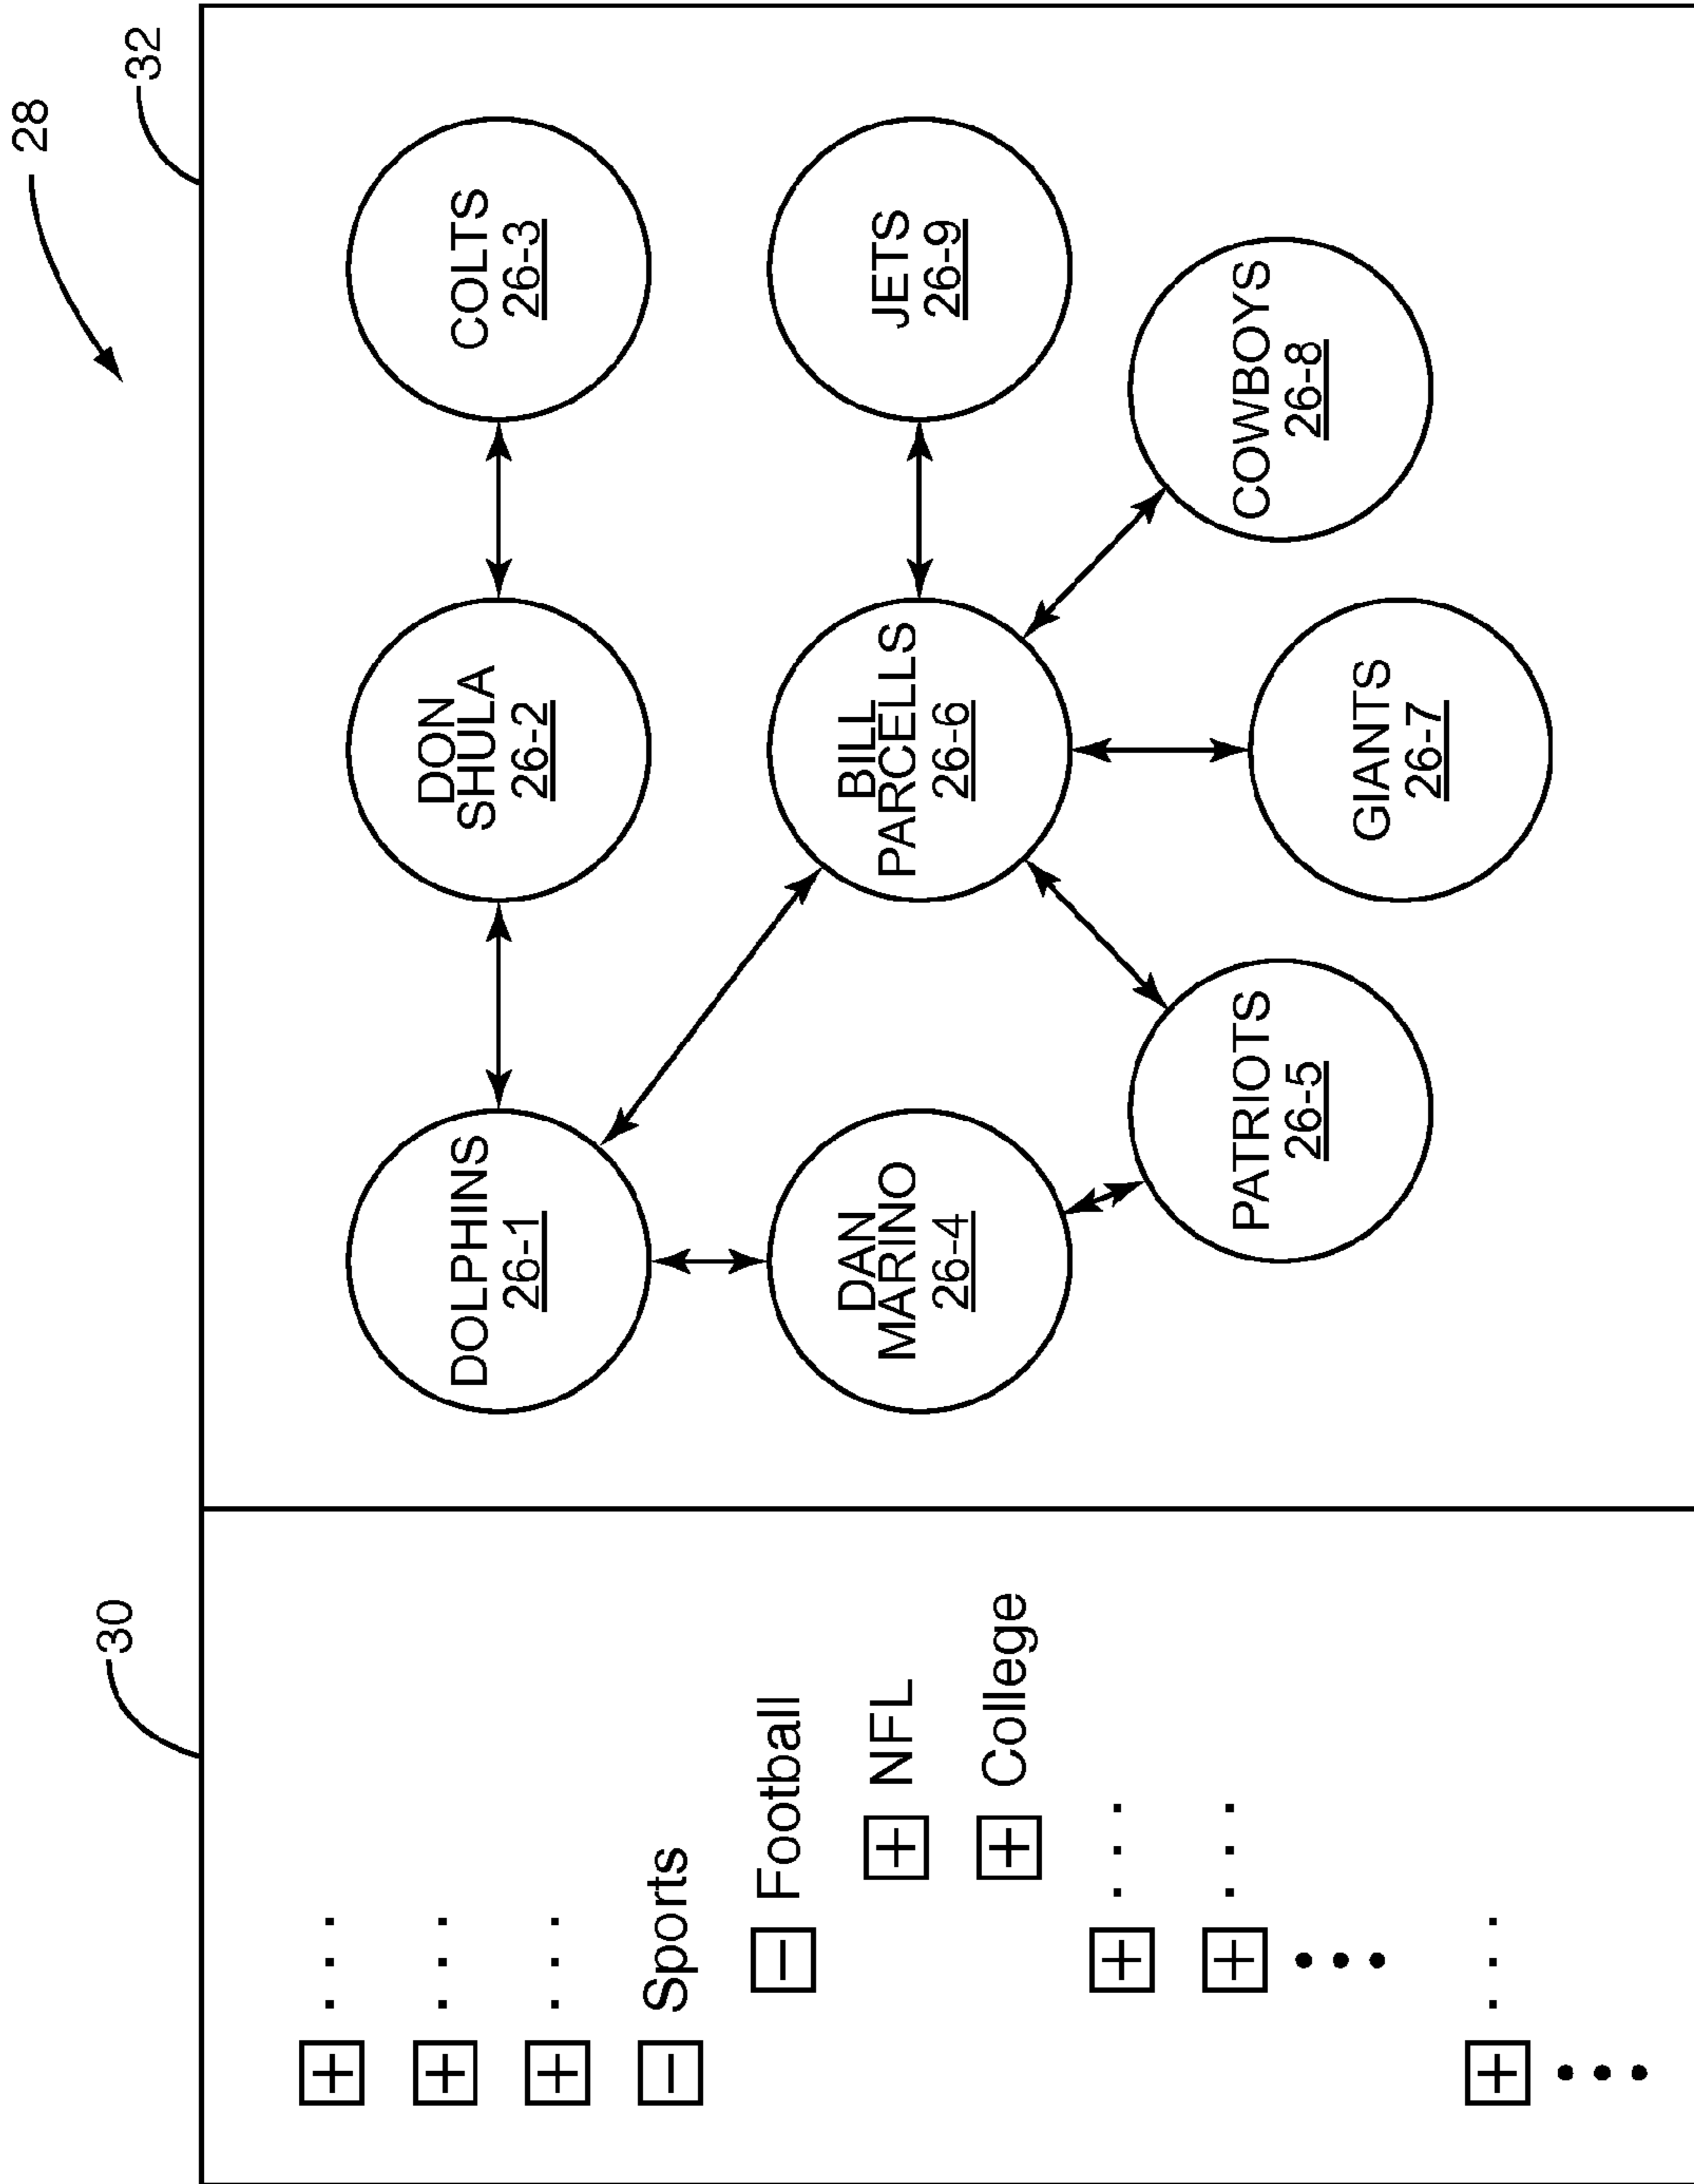 28
30
32
+ . . .
+ . . .
+ . . .
− Sports
− Football
+ NFL
+ College
+ . . .
+ . . .
• • •
+ . . .
• • •
DOLPHINS
26-1
DON
SHULA
26-2
COLTS
26-3
DAN
MARINO
26-4
BILL
PARCELLS
26-6
JETS
26-9
PATRIOTS
26-5
GIANTS
26-7
COWBOYS
26-8